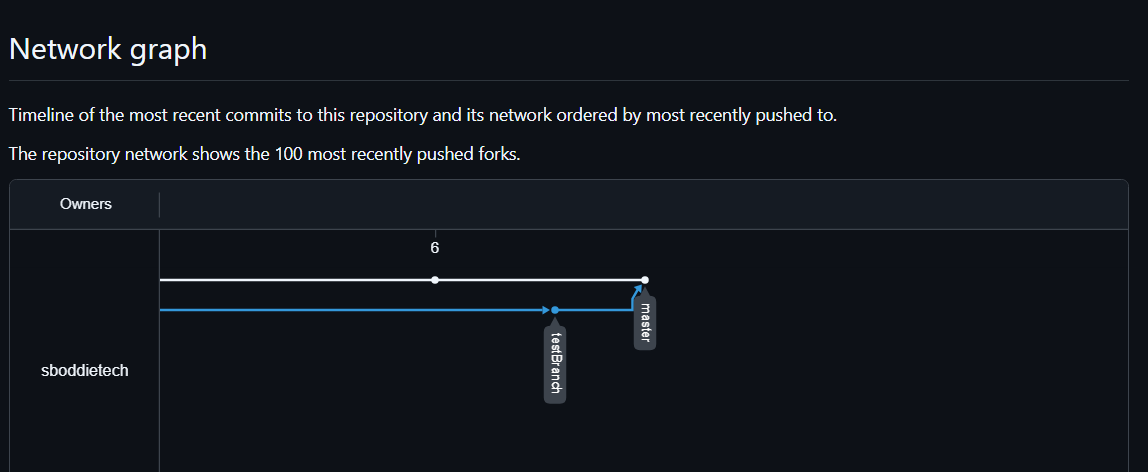 Network graph
Timeline of the most recent commits to this repository and its network ordered by most recently pushed to.
The repository network shows the 100 most recently pushed forks.
Owners
6
master
testBranch
sboddietech